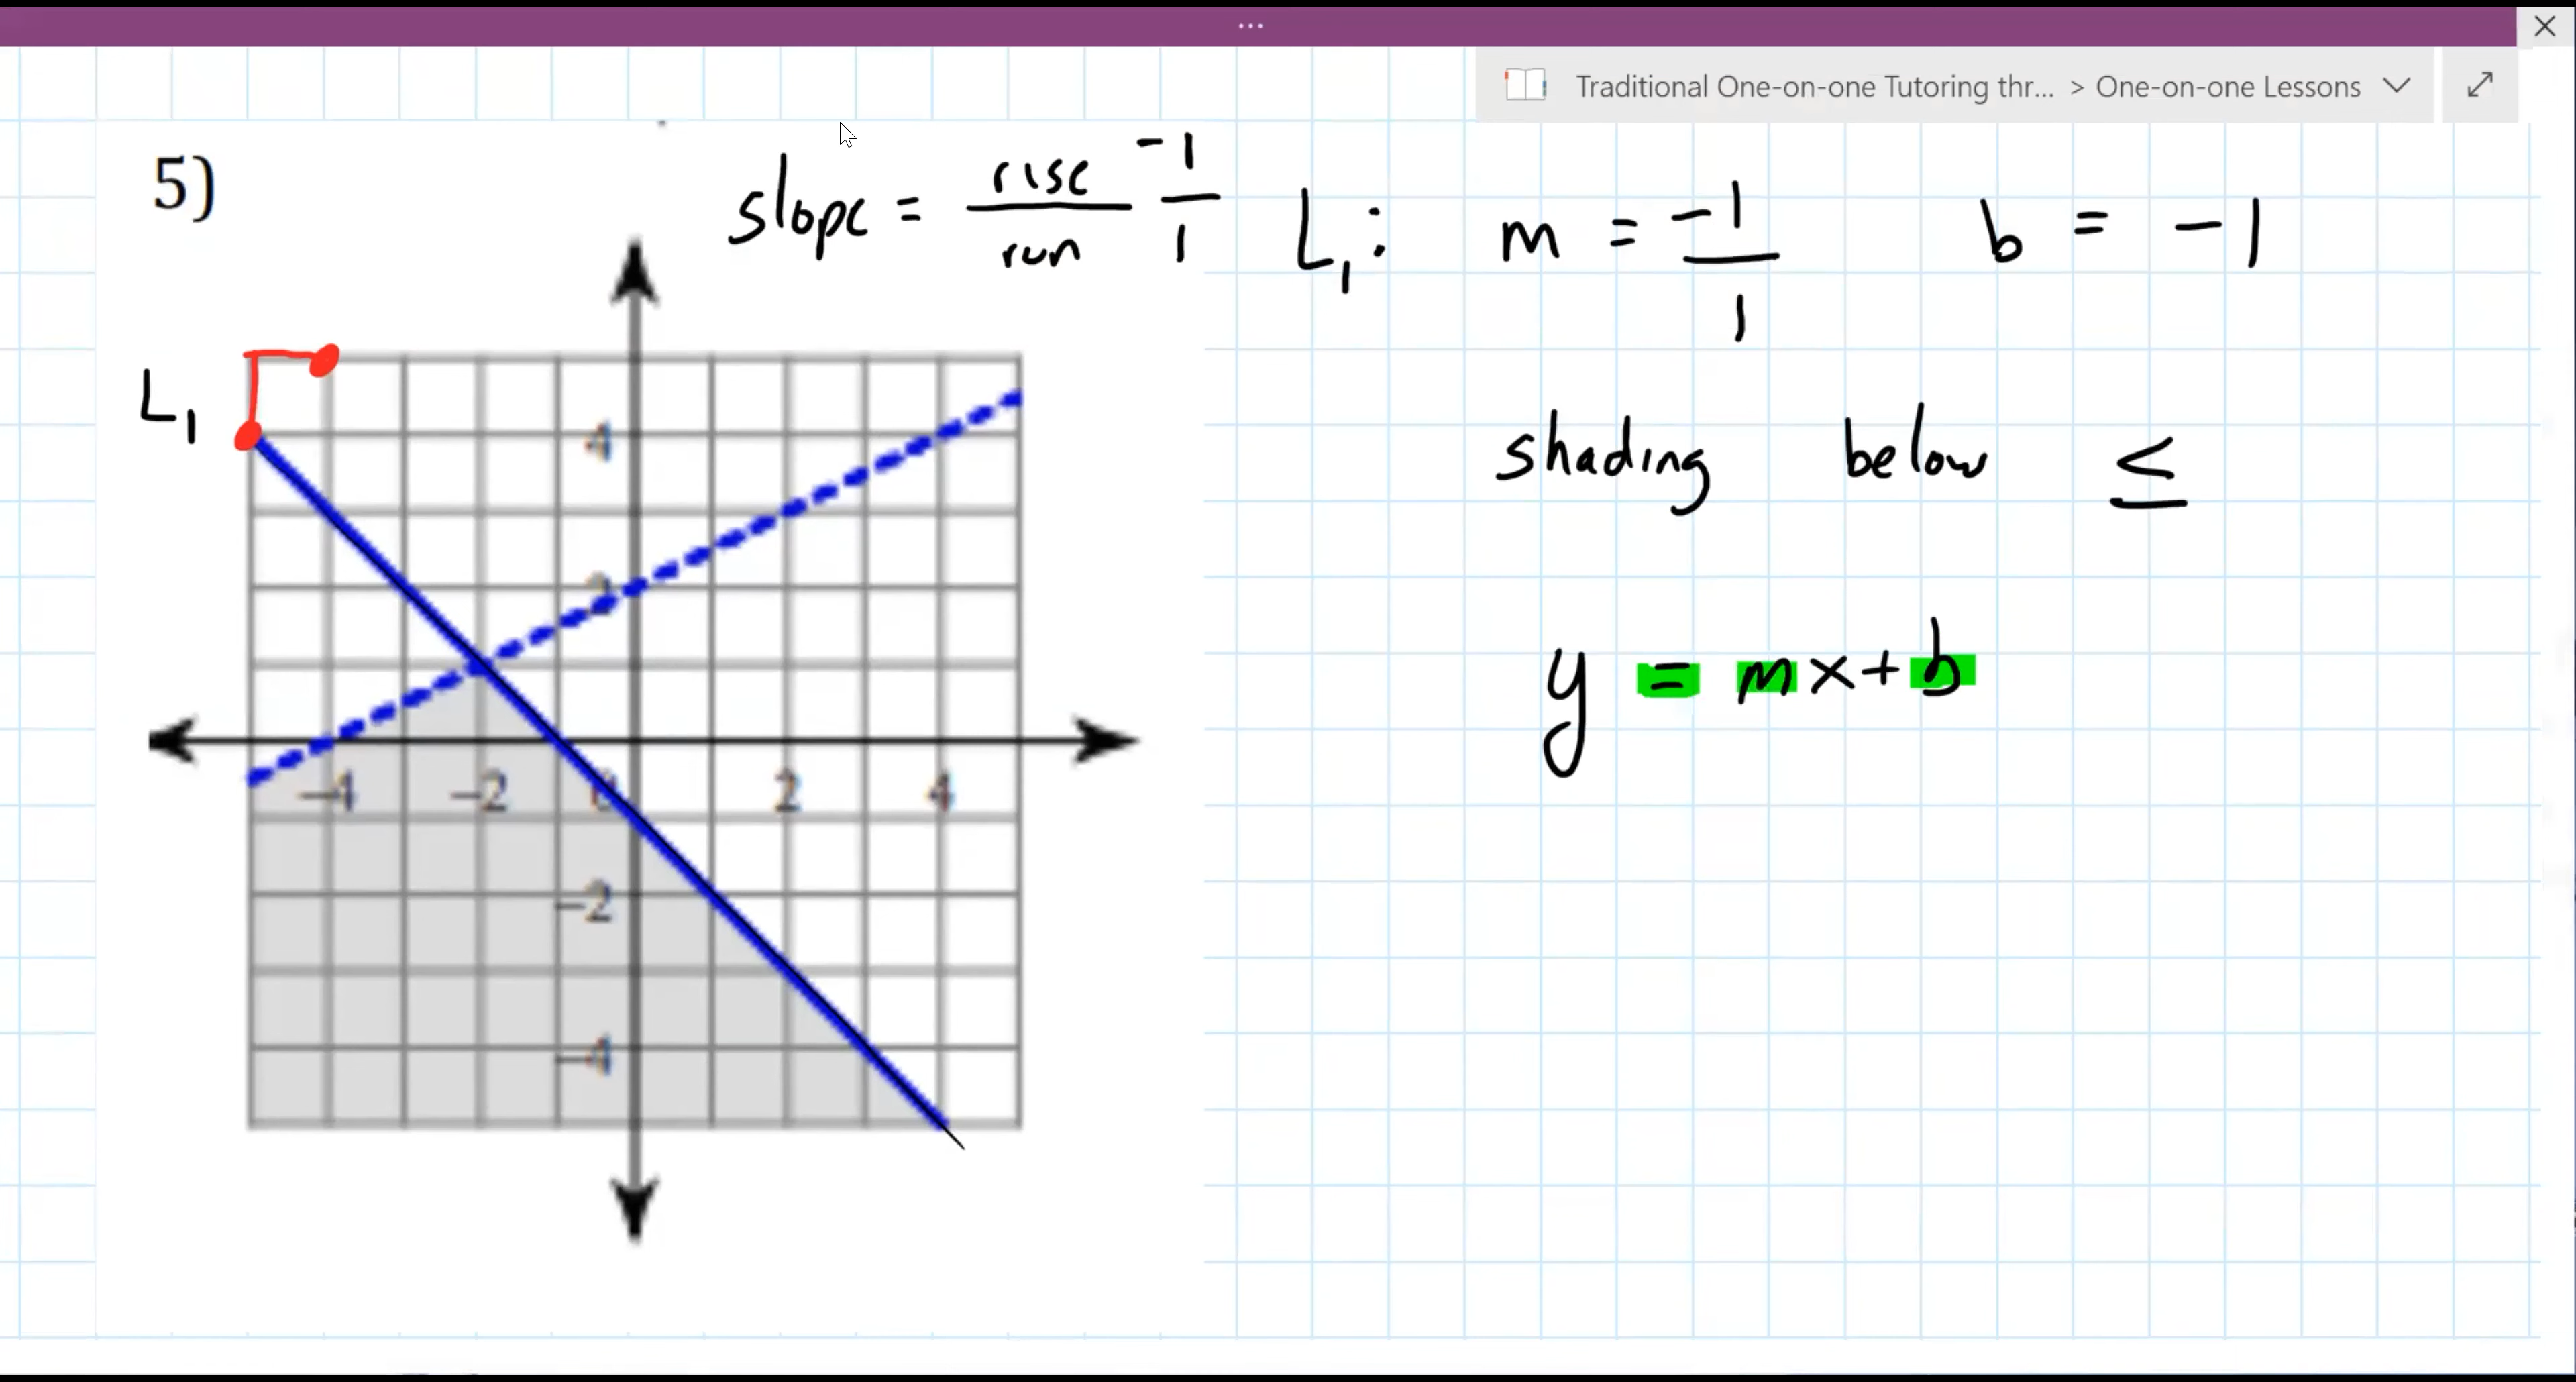 ...
Traditional One-on-one Tutoring thr... > One-on-one Lessons
5)
slope = rise/run -1/1
L₁: m = -1/1 b = -1
L₁
shading below ≤
y = mx+b
4
2
-4 -2 0 2 4
-2
-4